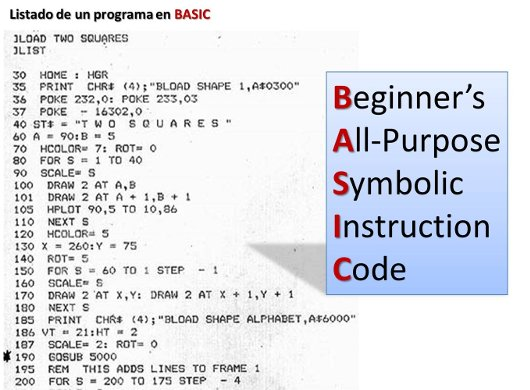 Listado de un programa en BASIC
]LOAD TWO SQUARES
]LIST
30 HOME : HGR
35 PRINT CHR$ (4);"BLOAD SHAPE 1,A$0300"
36 POKE 232,0: POKE 233,03
37 POKE - 16302,0
40 ST$ = "T W O   S Q U A R E S "
60 A = 90:B = 5
70 HCOLOR= 7: ROT= 0
80 FOR S = 1 TO 40
90 SCALE= S
100 DRAW 2 AT A,B
101 DRAW 2 AT A + 1,B + 1
105 HPLOT 90,5 TO 10,86
110 NEXT S
120 HCOLOR= 5
130 X = 260:Y = 75
140 ROT= 5
150 FOR S = 60 TO 1 STEP - 1
160 SCALE= S
170 DRAW 2 AT X,Y: DRAW 2 AT X + 1,Y + 1
180 NEXT S
185 PRINT CHR$ (4);"BLOAD SHAPE ALPHABET,A$6000"
186 VT = 21:HT = 2
187 SCALE= 2: ROT= 0
*190 GOSUB 5000
195 REM THIS ADDS LINES TO FRAME 1
200 FOR S = 200 TO 175 STEP - 4
Beginner's
All-Purpose
Symbolic
Instruction
Code